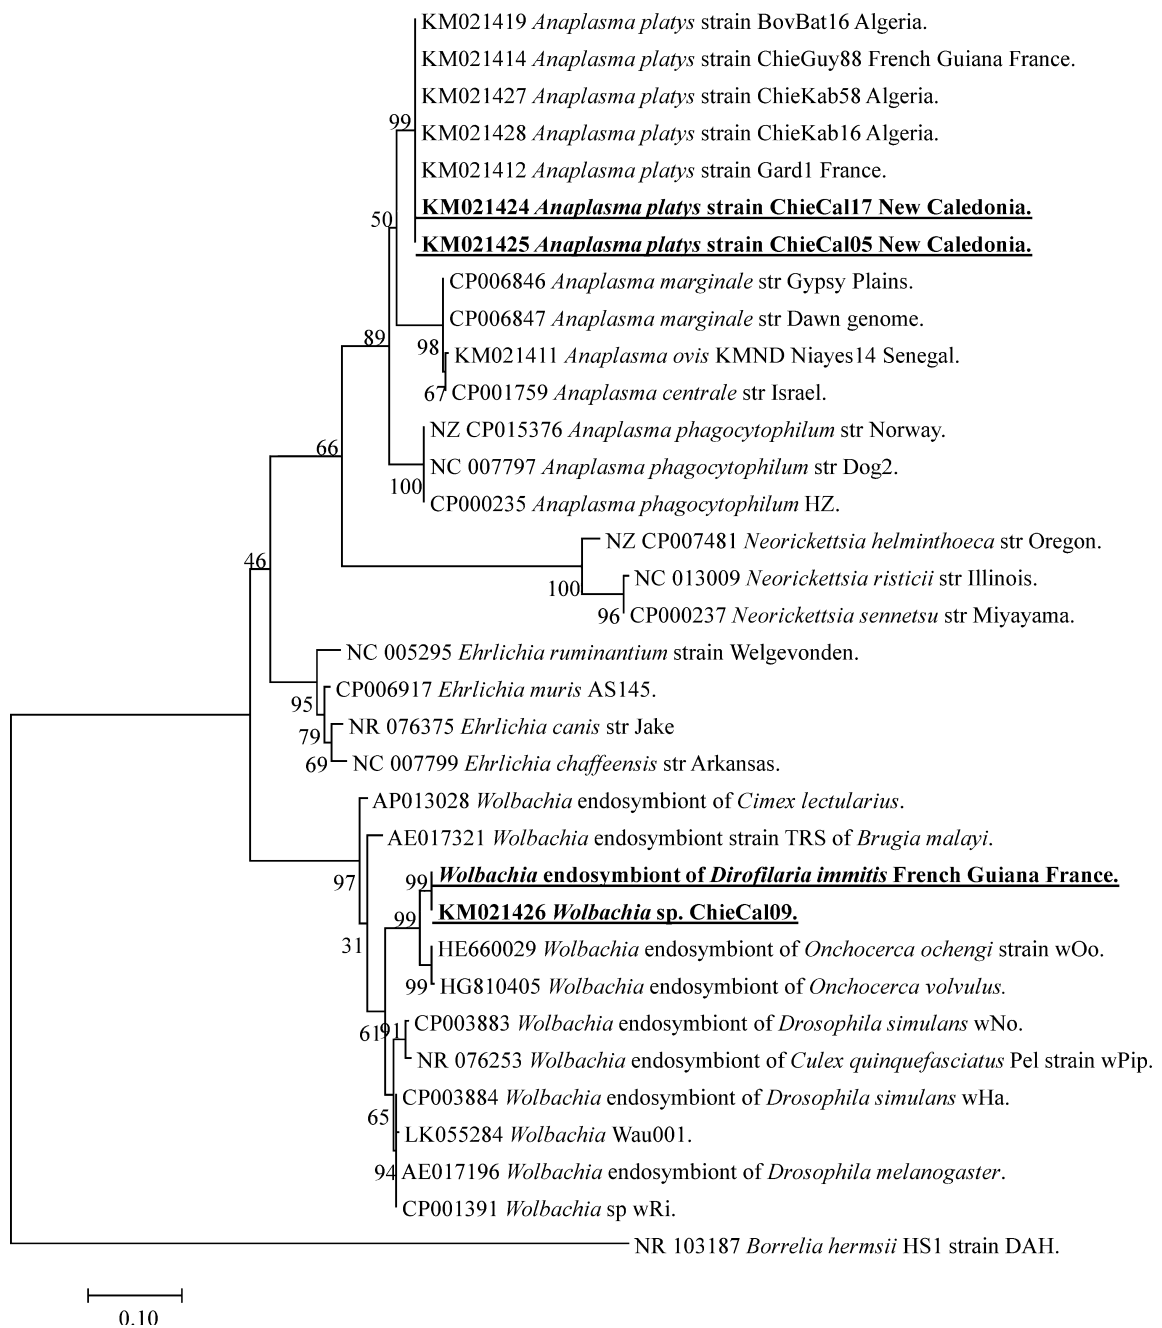 KM021419 Anaplasma platys strain BovBat16 Algeria.
KM021414 Anaplasma platys strain ChieGuy88 French Guiana France.
KM021427 Anaplasma platys strain ChieKab58 Algeria.
99
KM021428 Anaplasma platys strain ChieKab16 Algeria.
KM021412 Anaplasma platys strain Gard1 France.
KM021424 Anaplasma platys strain ChieCal17 New Caledonia.
50
KM021425 Anaplasma platys strain ChieCal05 New Caledonia.
CP006846 Anaplasma marginale str Gypsy Plains.
CP006847 Anaplasma marginale str Dawn genome.
89
98
KM021411 Anaplasma ovis KMND Niayes14 Senegal.
67
CP001759 Anaplasma centrale str Israel.
NZ CP015376 Anaplasma phagocytophilum str Norway.
66
NC 007797 Anaplasma phagocytophilum str Dog2.
100
CP000235 Anaplasma phagocytophilum HZ.
NZ CP007481 Neorickettsia helminthoeca str Oregon.
46
NC 013009 Neorickettsia risticii str Illinois.
100
96
CP000237 Neorickettsia sennetsu str Miyayama.
NC 005295 Ehrlichia ruminantium strain Welgevonden.
CP006917 Ehrlichia muris AS145.
95
NR 076375 Ehrlichia canis str Jake
79
69
NC 007799 Ehrlichia chaffeensis str Arkansas.
AP013028 Wolbachia endosymbiont of Cimex lectularius.
AE017321 Wolbachia endosymbiont strain TRS of Brugia malayi.
97
99
Wolbachia endosymbiont of Dirofilaria immitis French Guiana France.
99
KM021426 Wolbachia sp. ChieCal09.
31
HE660029 Wolbachia endosymbiont of Onchocerca ochengi strain wOo.
99
HG810405 Wolbachia endosymbiont of Onchocerca volvulus.
61
91
CP003883 Wolbachia endosymbiont of Drosophila simulans wNo.
NR 076253 Wolbachia endosymbiont of Culex quinquefasciatus Pel strain wPip.
CP003884 Wolbachia endosymbiont of Drosophila simulans wHa.
65
LK055284 Wolbachia Wau001.
94
AE017196 Wolbachia endosymbiont of Drosophila melanogaster.
CP001391 Wolbachia sp wRi.
NR 103187 Borrelia hermsii HS1 strain DAH.
0.10